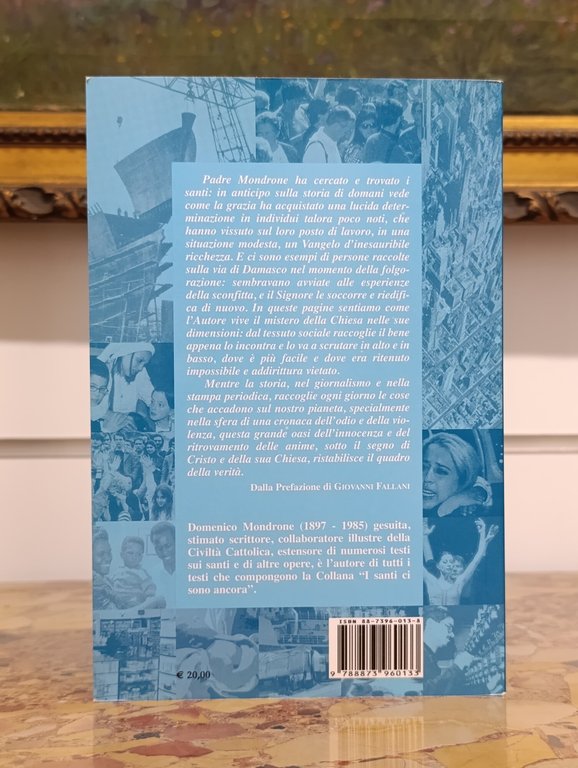 Padre Mondrone ha cercato e trovato i
santi: in anticipo sulla storia di domani vede
come la grazia ha acquistato una lucida deter-
minazione in individui talora poco noti, che
hanno vissuto sul loro posto di lavoro, in una
situazione modesta, un Vangelo d'inesauribile
ricchezza. E ci sono esempi di persone raccolte
sulla via di Damasco nel momento della folgo-
razione: sembravano avviate alle esperienze
della sconfitta, e il Signore le soccorre e riedifi-
ca di nuovo. In queste pagine sentiamo come
l'Autore vive il mistero della Chiesa nelle sue
dimensioni: dal tessuto sociale raccoglie il bene
appena lo incontra e lo va a scrutare in alto e in
basso, dove è più facile e dove era ritenuto
impossibile e addirittura vietato.
Mentre la storia, nel giornalismo e nella
stampa periodica, raccoglie ogni giorno le cose
che accadono sul nostro pianeta, specialmente
nella sfera di una cronaca dell'odio e della vio-
lenza, questa grande oasi dell'innocenza e del
ritrovamento delle anime, sotto il segno di
Cristo e della sua Chiesa, ristabilisce il quadro
della verità.
Dalla Prefazione di GIOVANNI FALLANI
Domenico Mondrone (1897 - 1985) gesuita,
stimato scrittore, collaboratore illustre della
Civiltà Cattolica, estensore di numerosi testi
sui santi e di altre opere, è l'autore di tutti i
testi che compongono la Collana “I santi ci
sono ancora”.
ISBN 88-7396-013-8
9 788873 960133
€ 20,00